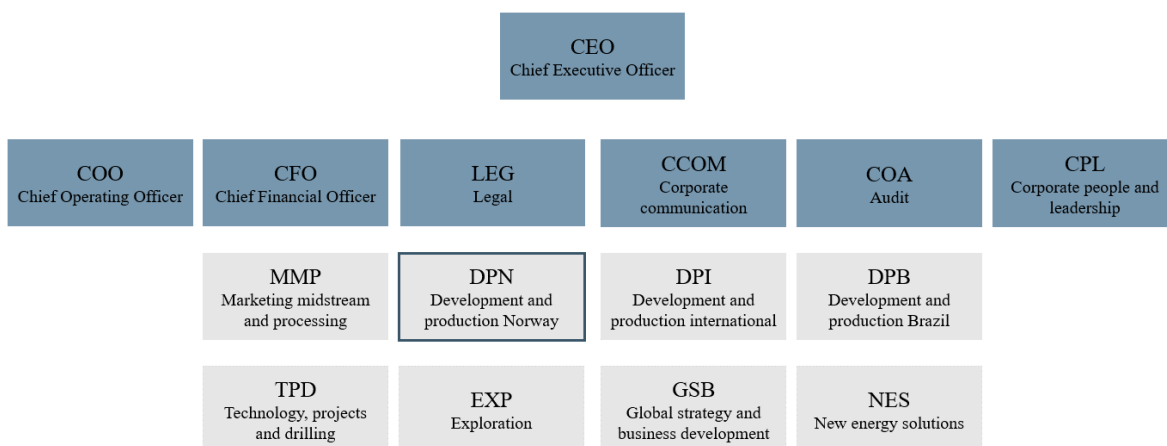 CEO
Chief Executive Officer
COO
Chief Operating Officer
CFO
Chief Financial Officer
LEG
Legal
CCOM
Corporate
communication
COA
Audit
CPL
Corporate people and
leadership
MMP
Marketing midstream
and processing
DPN
Development and
production Norway
DPI
Development and
production international
DPB
Development and
production Brazil
TPD
Technology, projects
and drilling
EXP
Exploration
GSB
Global strategy and
business development
NES
New energy solutions